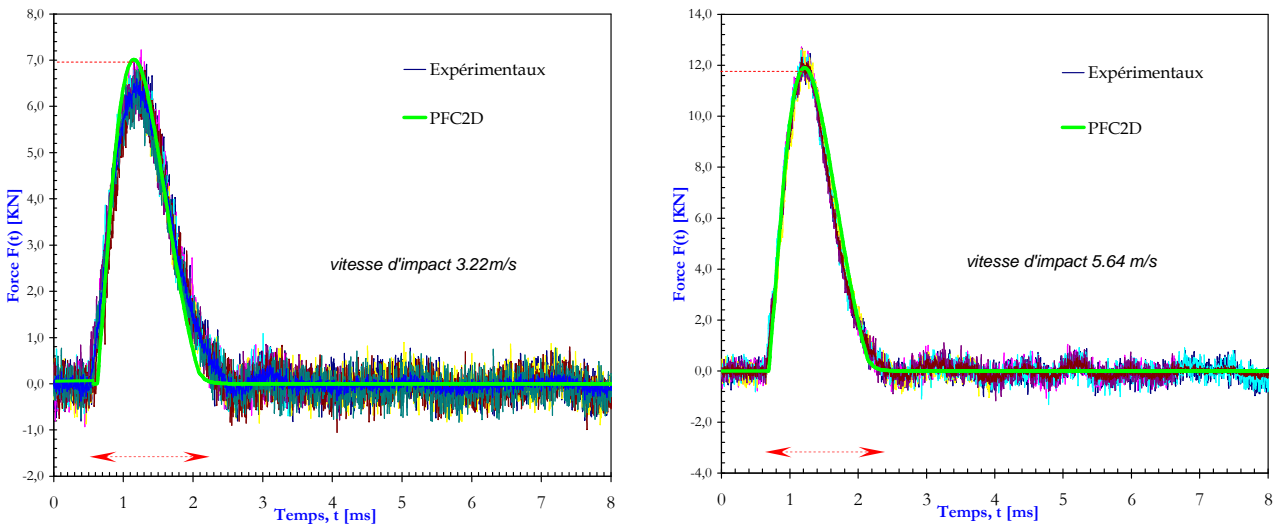 8,0
7,0
6,0
5,0
4,0
3,0
2,0
1,0
0,0
-1,0
-2,0
Force F(t) [KN]
Expérimentaux
PFC2D
vitesse d'impact 3.22m/s
0 1 2 3 4 5 6 7 8
Temps, t [ms]
14,0
12,0
10,0
8,0
6,0
4,0
2,0
0,0
-2,0
-4,0
Force F(t) [KN]
Expérimentaux
PFC2D
vitesse d'impact 5.64 m/s
0 1 2 3 4 5 6 7 8
Temps, t [ms]